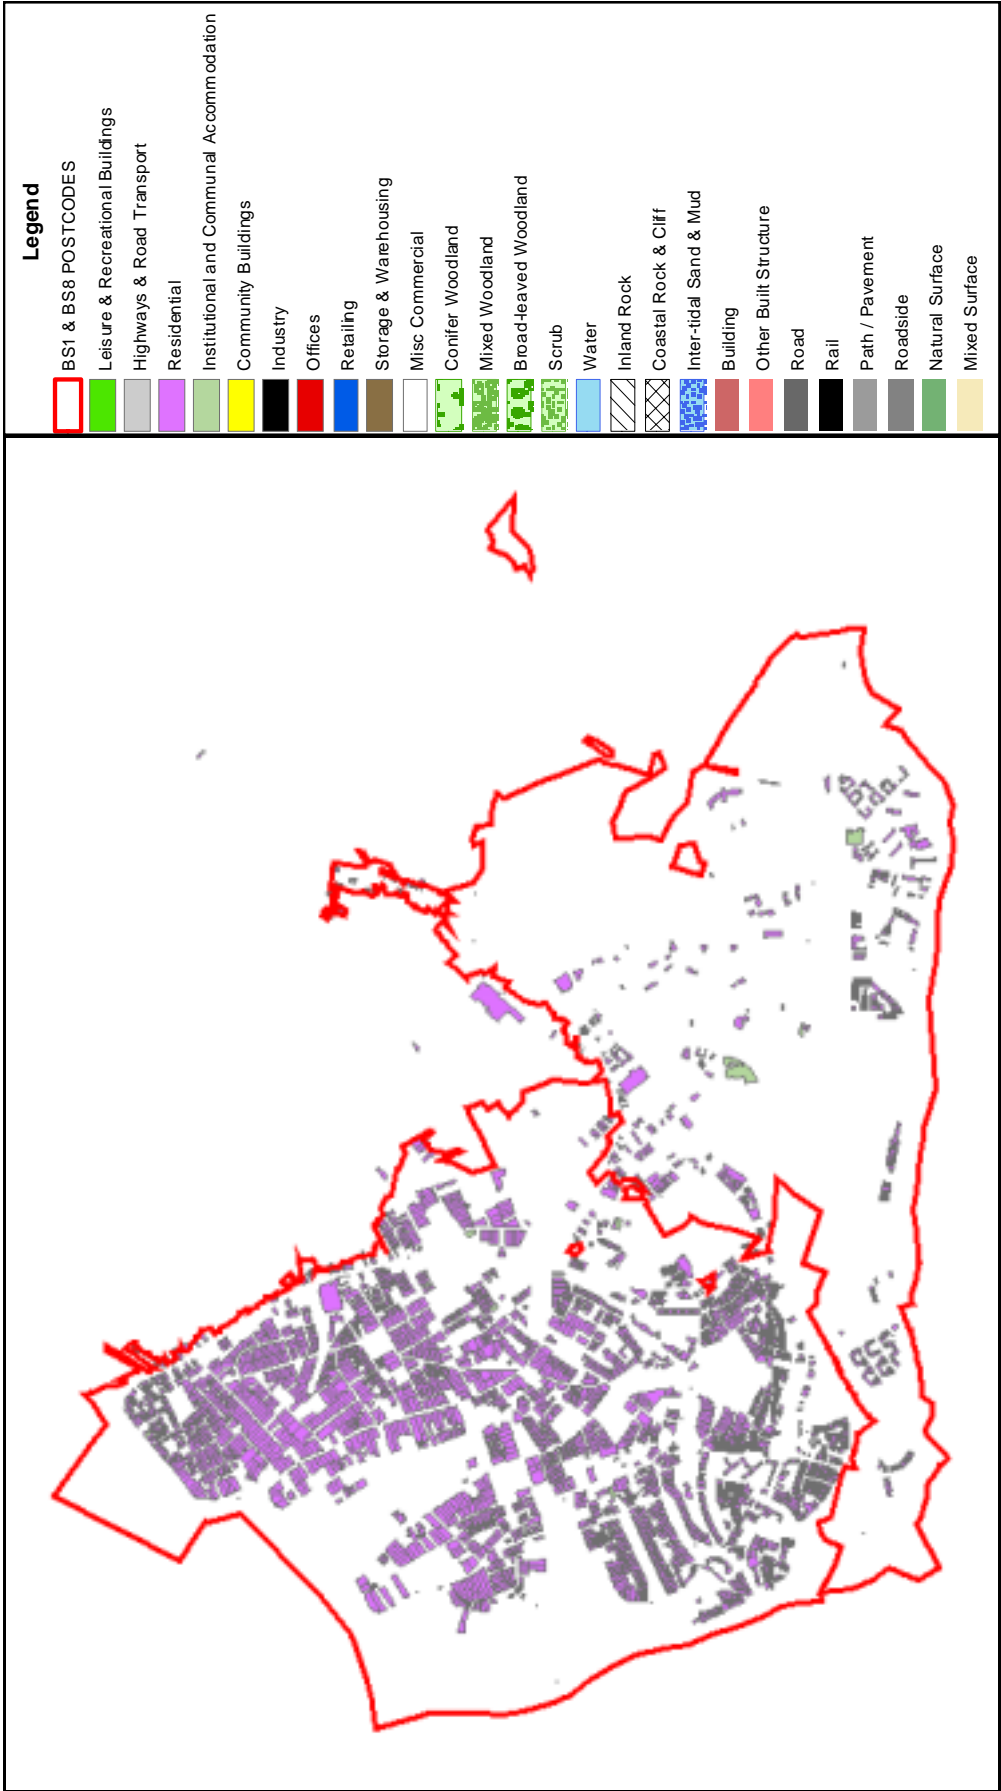 Legend
BS1 & BS8 POSTCODES
Leisure & Recreational Buildings
Highways & Road Transport
Residential
Institutional and Communal Accommodation
Community Buildings
Industry
Offices
Retailing
Storage & Warehousing
Misc Commercial
Conifer Woodland
Mixed Woodland
Broad-leaved Woodland
Scrub
Water
Inland Rock
Coastal Rock & Cliff
Inter-tidal Sand & Mud
Building
Other Built Structure
Road
Rail
Path / Pavement
Roadside
Natural Surface
Mixed Surface